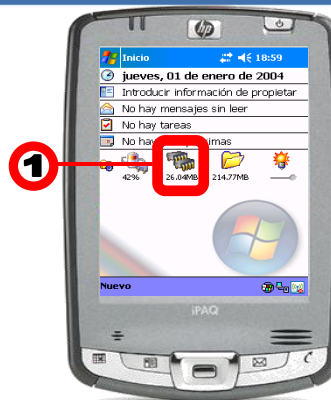 hp
Inicio 18:59
jueves, 01 de enero de 2004
Introducir información de propietar
No hay mensajes sin leer
No hay tareas
No hay imas
1
42% 26.04MB 214.77MB
Nuevo
iPAQ